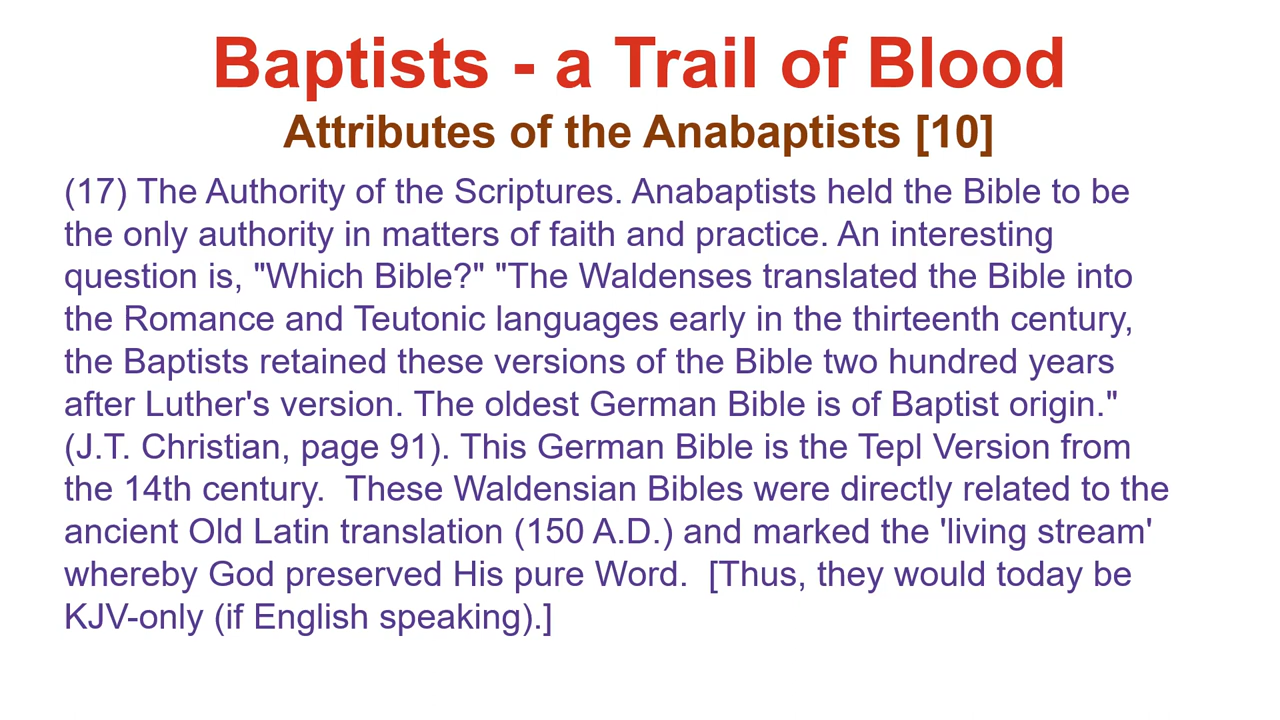 Baptists - a Trail of Blood
Attributes of the Anabaptists [10]
(17) The Authority of the Scriptures. Anabaptists held the Bible to be
the only authority in matters of faith and practice. An interesting
question is, "Which Bible?" "The Waldenses translated the Bible into
the Romance and Teutonic languages early in the thirteenth century,
the Baptists retained these versions of the Bible two hundred years
after Luther's version. The oldest German Bible is of Baptist origin."
(J.T. Christian, page 91). This German Bible is the Tepl Version from
the 14th century.  These Waldensian Bibles were directly related to the
ancient Old Latin translation (150 A.D.) and marked the 'living stream'
whereby God preserved His pure Word.  [Thus, they would today be
KJV-only (if English speaking).]